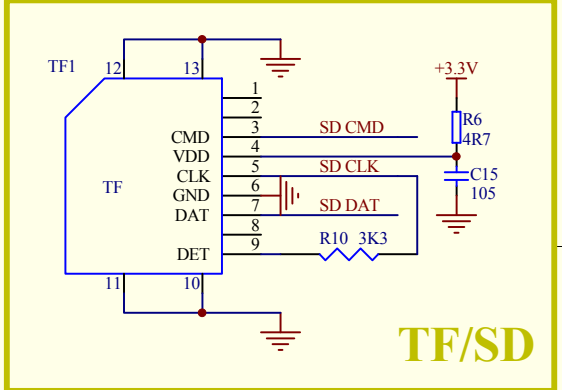 TF1
12
13
+3.3V
1
2
CMD
3
SD CMD
R6
4R7
VDD
4
CLK
5
SD CLK
C15
105
TF
GND
6
DAT
7
SD DAT
8
DET
9
R10 3K3
11
10
TF/SD